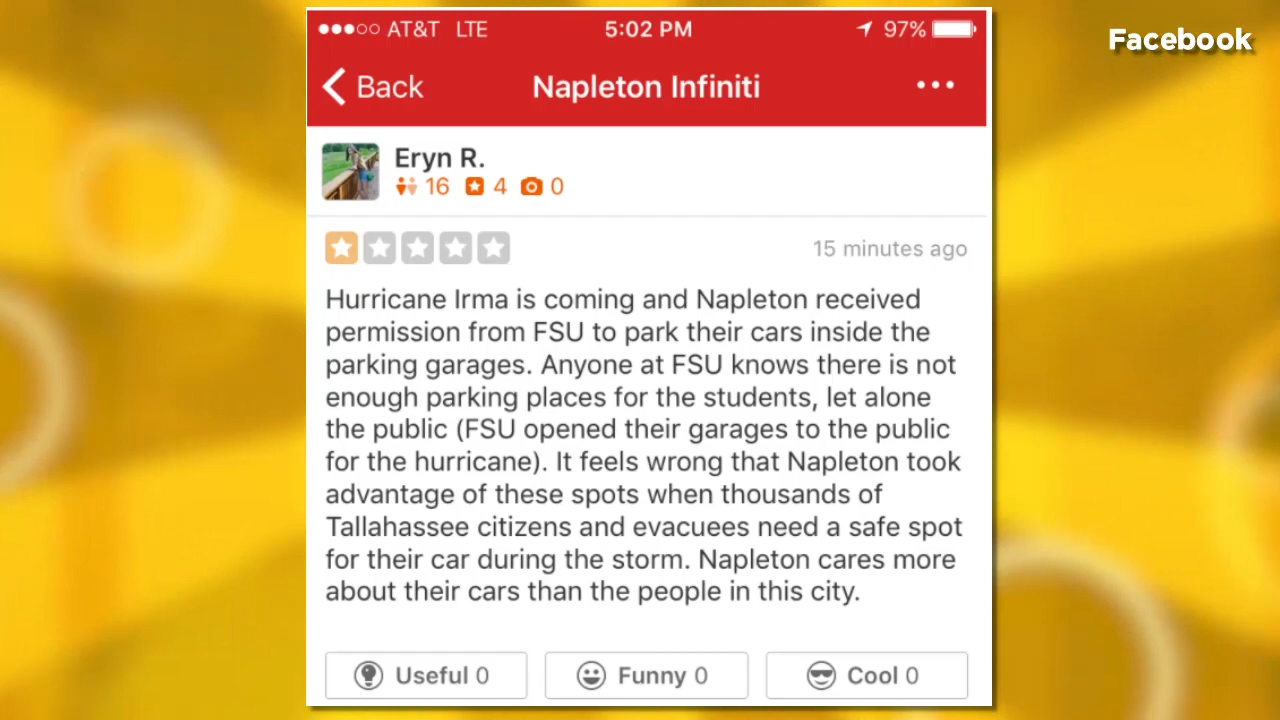 Facebook
AT&T LTE 5:02 PM 97%
Back Napleton Infiniti
Eryn R.
16 4 0
15 minutes ago
Hurricane Irma is coming and Napleton received
permission from FSU to park their cars inside the
parking garages. Anyone at FSU knows there is not
enough parking places for the students, let alone
the public (FSU opened their garages to the public
for the hurricane). It feels wrong that Napleton took
advantage of these spots when thousands of
Tallahassee citizens and evacuees need a safe spot
for their car during the storm. Napleton cares more
about their cars than the people in this city.
Useful 0 Funny 0 Cool 0